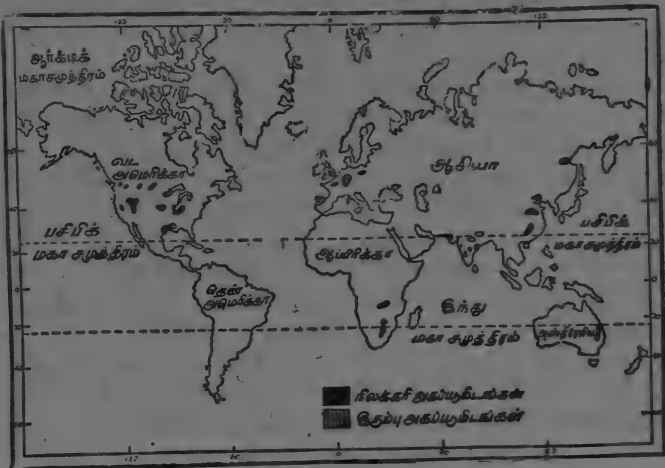 ஆர்க்டிக்
மகாசமுத்திரம்
வட
அமெரிக்கா
ஆசியா
பசிபிக்
மகா சமுத்திரம்
ஆப்பிரிக்கா
பசிபிக்
மகாசமுத்திரம்
தென்
அமெரிக்கா
இந்து
மகா சமுத்திரம்
நிலக்கரி அகப்படுமிடங்கள்
இரும்பு அகப்படுமிடங்கள்